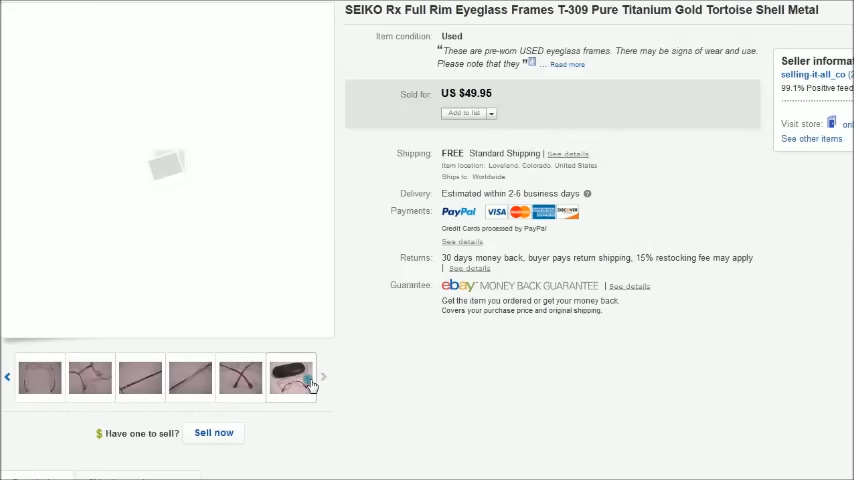 SEIKO Rx Full Rim Eyeglass Frames T-309 Pure Titanium Gold Tortoise Shell Metal
Item condition: Used
"These are pre-worn USED eyeglass frames. There may be signs of wear and use.
Please note that they " ... Read more
Sold for: US $49.95
Add to list
Shipping: FREE Standard Shipping | See details
Item location: Loveland, Colorado, United States
Ships to: Worldwide
Delivery: Estimated within 2-6 business days
Payments: PayPal VISA MasterCard AMERICAN EXPRESS DISCOVER
Credit Cards processed by PayPal
See details
Returns: 30 days money back, buyer pays return shipping, 15% restocking fee may apply
| See details
Guarantee: ebay MONEY BACK GUARANTEE | See details
Get the item you ordered or get your money back.
Covers your purchase price and original shipping.
Seller informa
selling-it-all_co (2
99.1% Positive feed
Visit store: onl
See other items
$ Have one to sell? Sell now